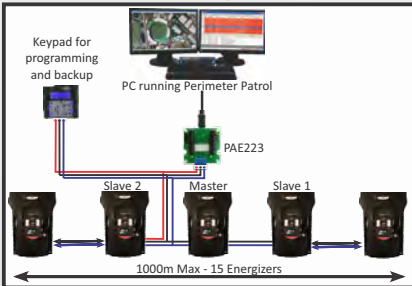 Keypad for
programming
and backup
PC running Perimeter Patrol
PAE223
Slave 2
Master
Slave 1
1000m Max - 15 Energizers